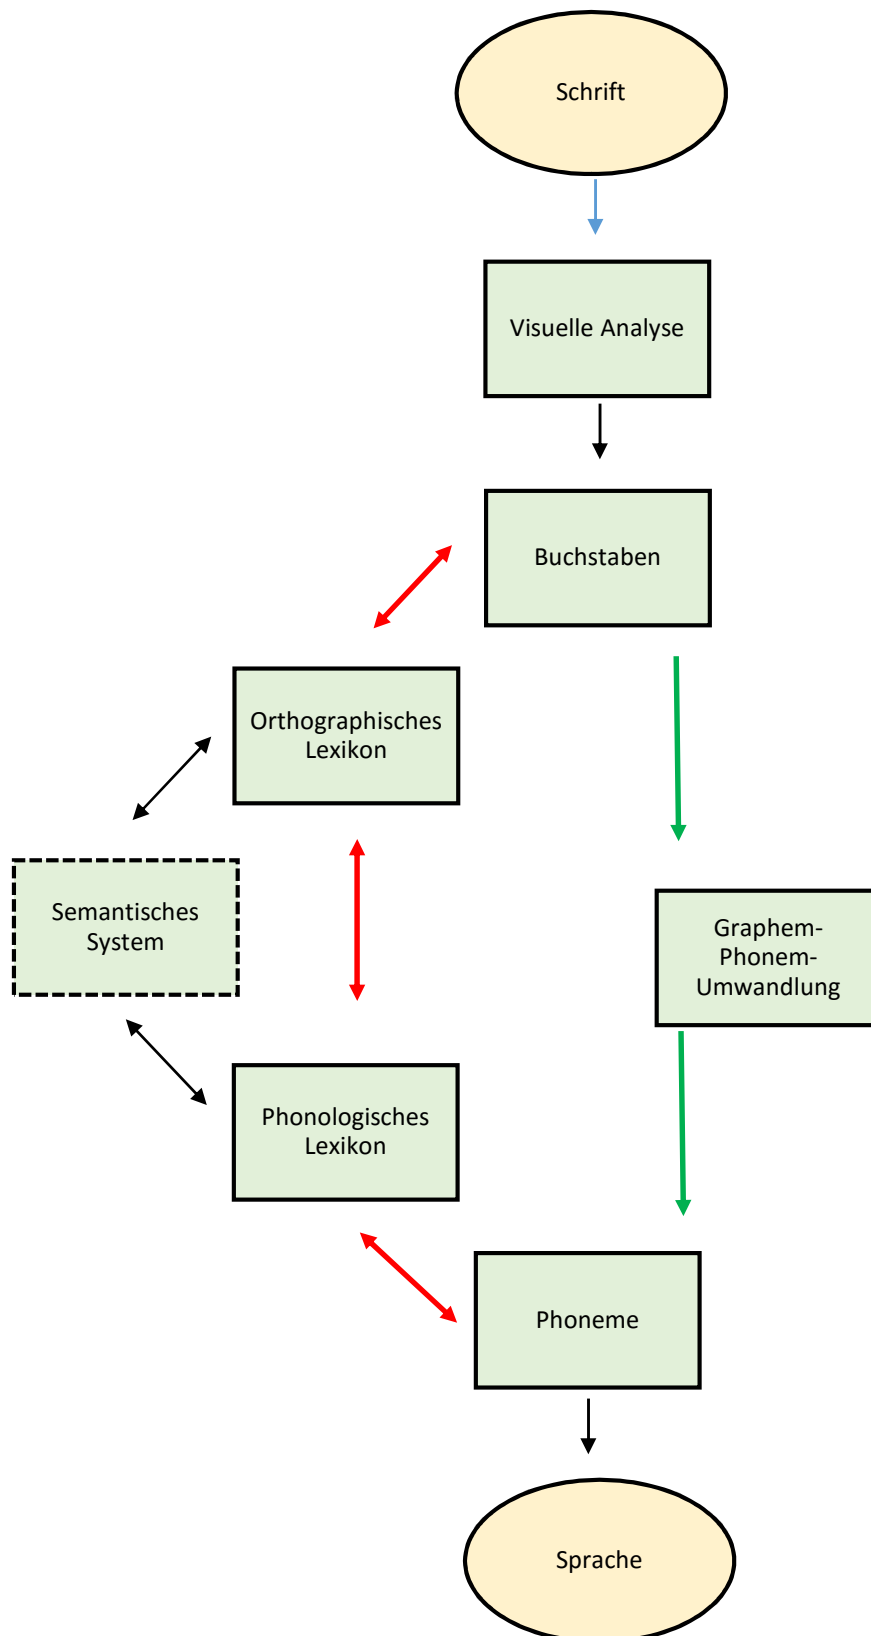 Schrift
Visuelle Analyse
Buchstaben
Orthographisches
Lexikon
Semantisches
System
Graphem-
Phonem-
Umwandlung
Phonologisches
Lexikon
Phoneme
Sprache